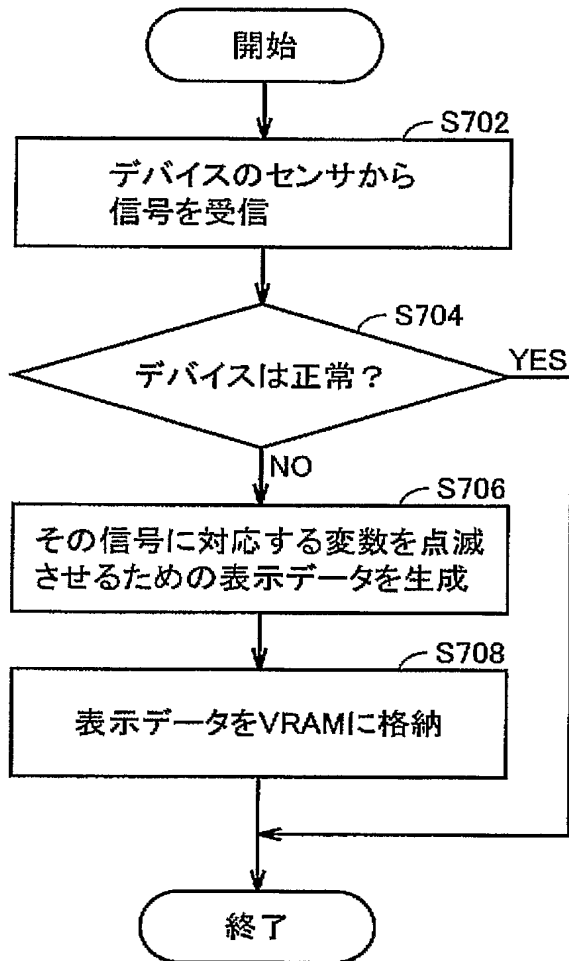 開始
S702
デバイスのセンサから
信号を受信
S704
デバイスは正常？
YES
NO
S706
その信号に対応する変数を点滅
させるための表示データを生成
S708
表示データをVRAMに格納
終了